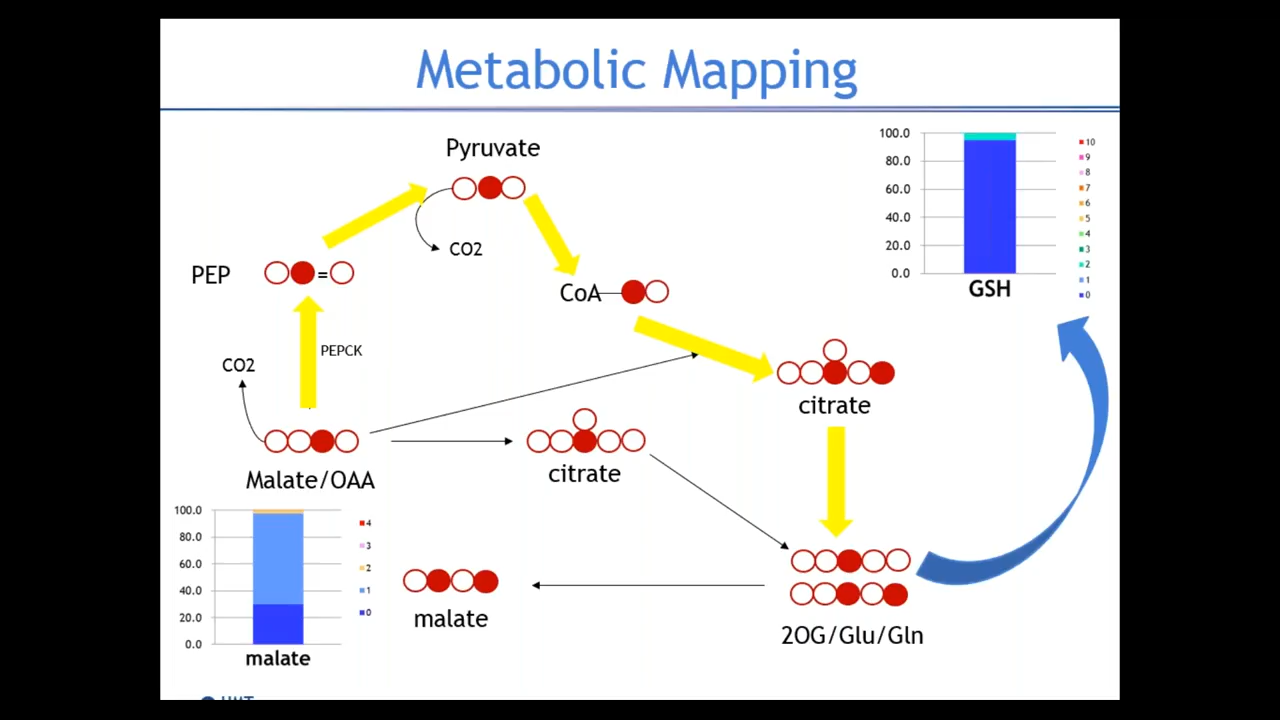 Metabolic Mapping
Pyruvate
CO2
PEP
=
CoA
PEPCK
CO2
Malate/OAA
citrate
citrate
malate
2OG/Glu/Gln
100.0
80.0
60.0
40.0
20.0
0.0
GSH
10
9
8
7
6
5
4
3
2
1
0
100.0
80.0
60.0
40.0
20.0
0.0
malate
4
3
2
1
0